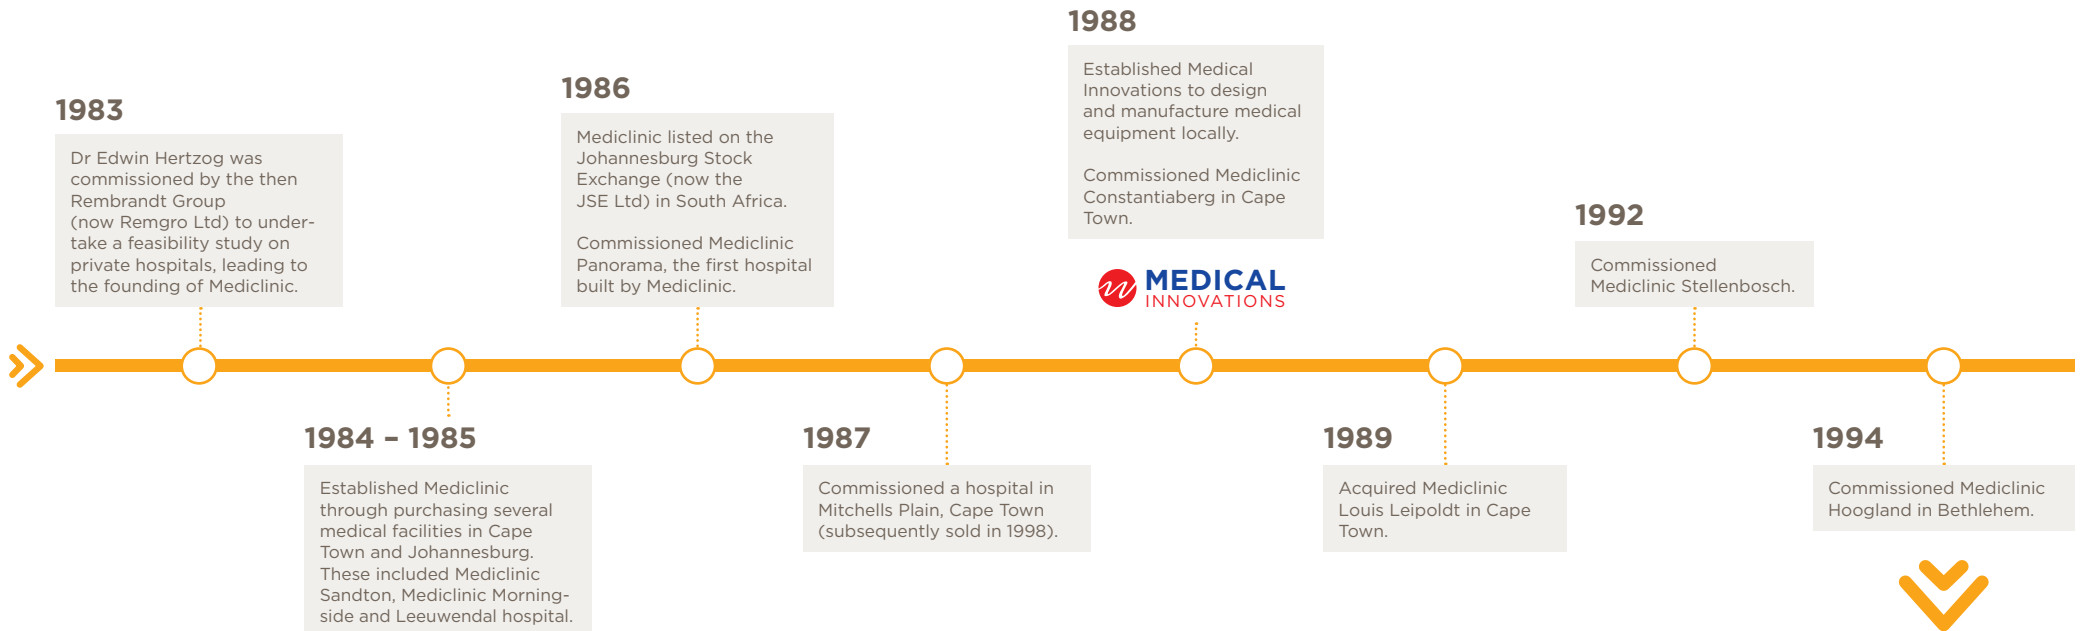 1983
Dr Edwin Hertzog was
commissioned by the then
Rembrandt Group
(now Remgro Ltd) to under-
take a feasibility study on
private hospitals, leading to
the founding of Mediclinic.
1984 – 1985
Established Mediclinic
through purchasing several
medical facilities in Cape
Town and Johannesburg.
These included Mediclinic
Sandton, Mediclinic Morning-
side and Leeuwendal hospital.
1986
Mediclinic listed on the
Johannesburg Stock
Exchange (now the
JSE Ltd) in South Africa.
Commissioned Mediclinic
Panorama, the first hospital
built by Mediclinic.
1987
Commissioned a hospital in
Mitchells Plain, Cape Town
(subsequently sold in 1998).
1988
Established Medical
Innovations to design
and manufacture medical
equipment locally.
Commissioned Mediclinic
Constantiaberg in Cape
Town.
MEDICAL
INNOVATIONS
1989
Acquired Mediclinic
Louis Leipoldt in Cape
Town.
1992
Commissioned
Mediclinic Stellenbosch.
1994
Commissioned Mediclinic
Hoogland in Bethlehem.